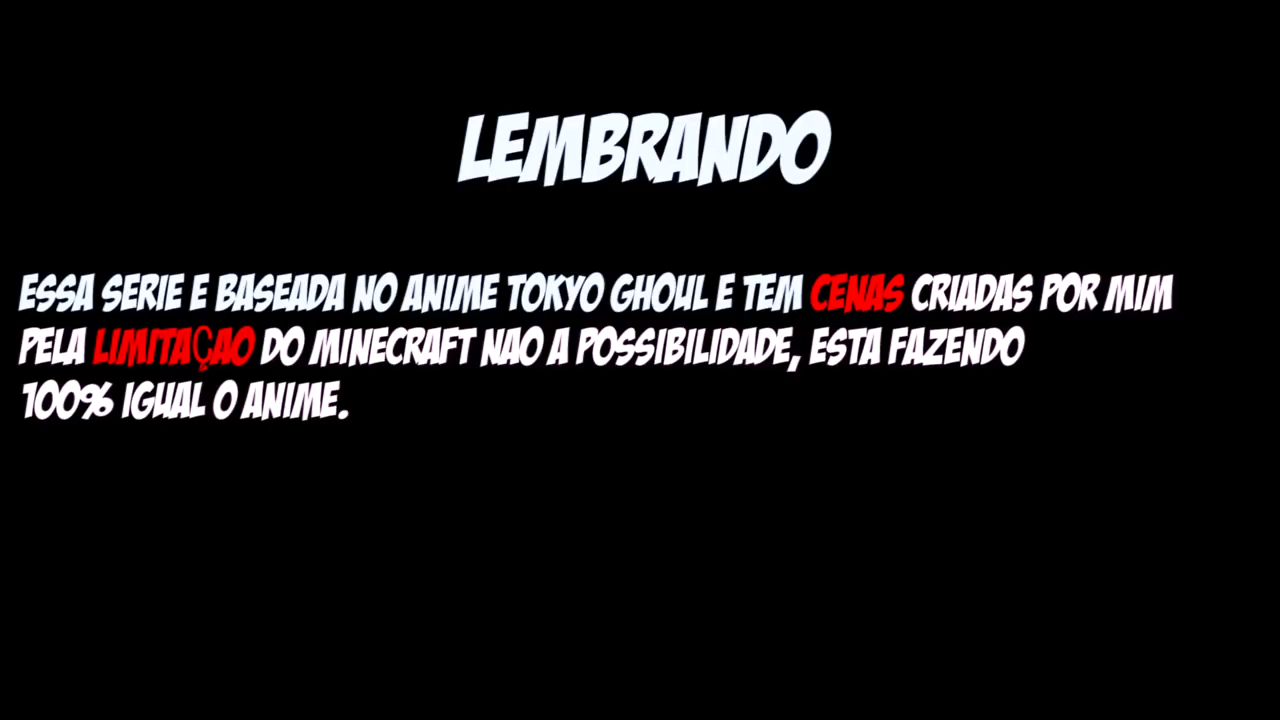 LEMBRANDO
ESSA SERIE E BASEADA NO ANIME TOKYO GHOUL E TEM CENAS CRIADAS POR MIM
PELA LIMITAÇAO DO MINECRAFT NAO A POSSIBILIDADE, ESTA FAZENDO
100% IGUAL O ANIME.